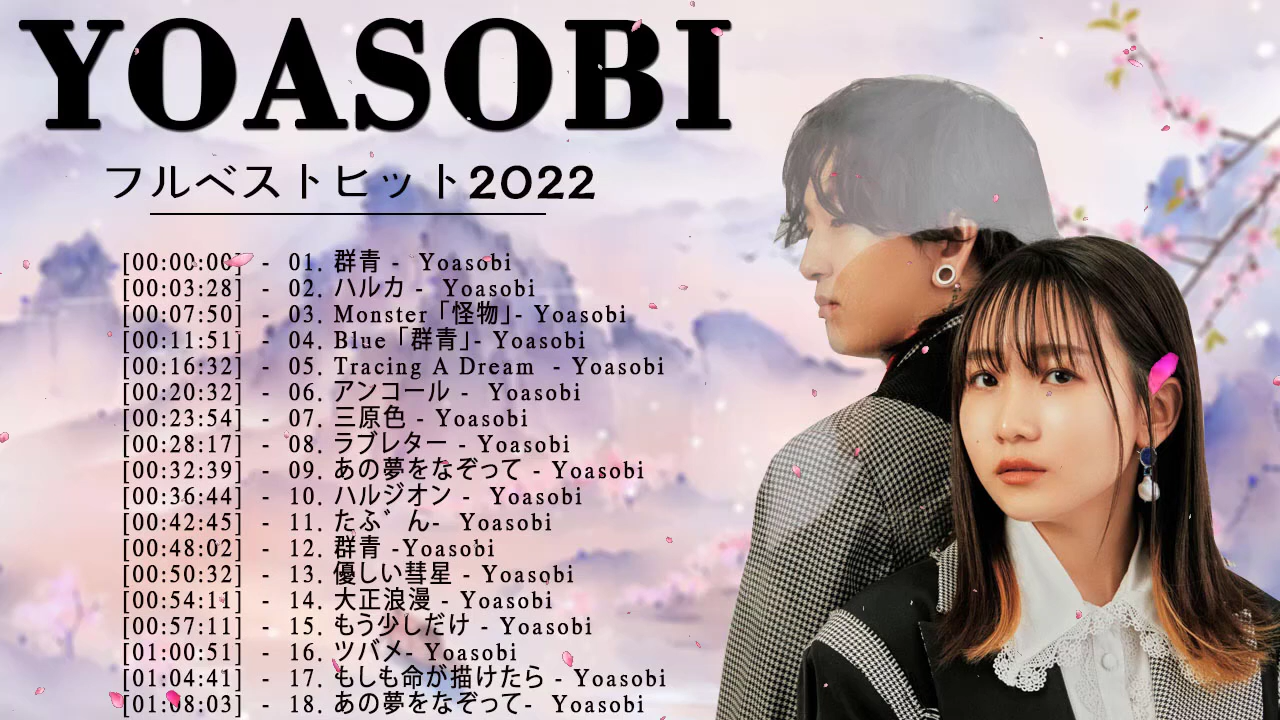 YOASOBI
フルベストヒット2022
[00:00:00] - 01. 群青 - Yoasobi
[00:03:28] - 02. ハルカ - Yoasobi
[00:07:50] - 03. Monster「怪物」- Yoasobi
[00:11:51] - 04. Blue「群青」- Yoasobi
[00:16:32] - 05. Tracing A Dream - Yoasobi
[00:20:32] - 06. アンコール - Yoasobi
[00:23:54] - 07. 三原色 - Yoasobi
[00:28:17] - 08. ラブレター - Yoasobi
[00:32:39] - 09. あの夢をなぞって - Yoasobi
[00:36:44] - 10. ハルジオン - Yoasobi
[00:42:45] - 11. たぶん- Yoasobi
[00:48:02] - 12. 群青 -Yoasobi
[00:50:32] - 13. 優しい彗星 - Yoasobi
[00:54:11] - 14. 大正浪漫 - Yoasobi
[00:57:11] - 15. もう少しだけ - Yoasobi
[01:00:51] - 16. ツバメ- Yoasobi
[01:04:41] - 17. もしも命が描けたら - Yoasobi
[01:08:03] - 18. あの夢をなぞって- Yoasobi